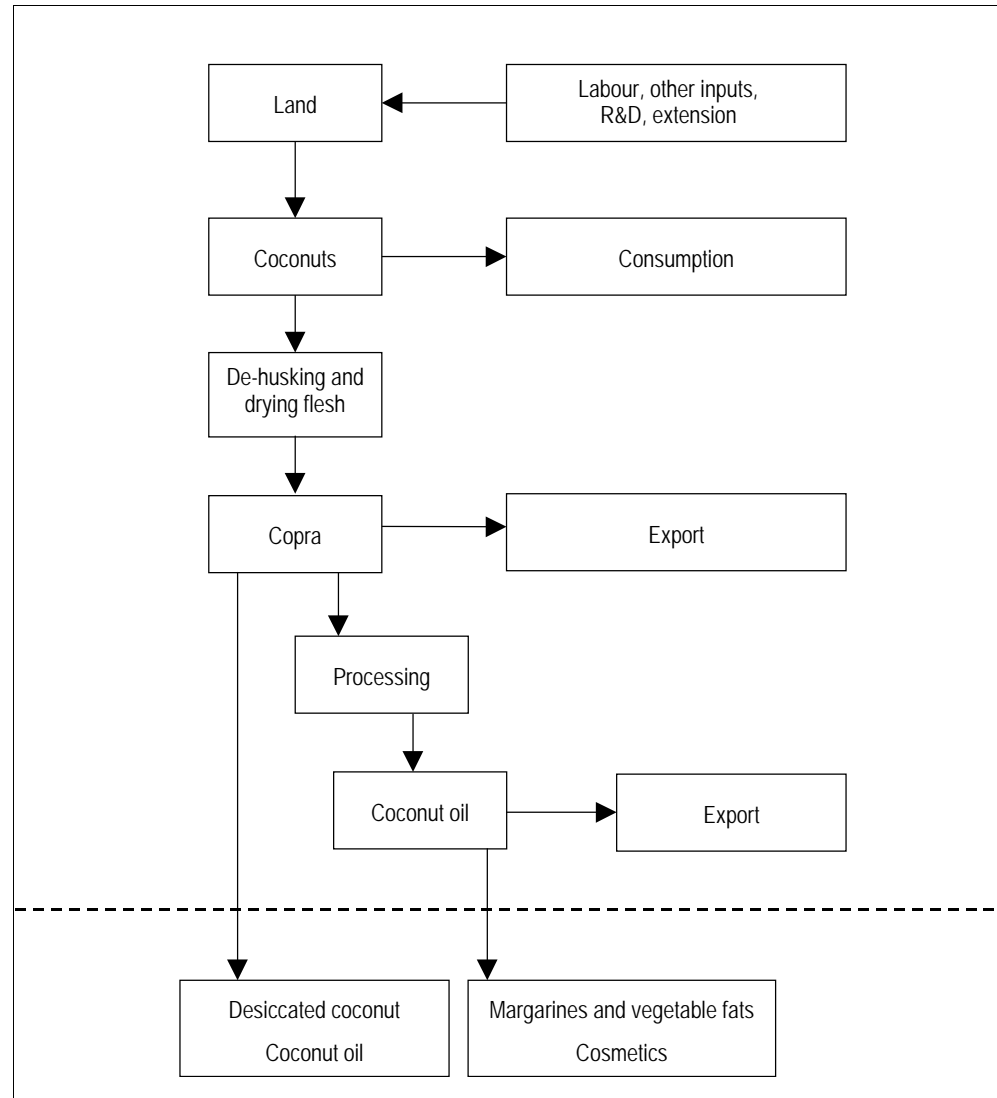 Land
Labour, other inputs,
R&D, extension
Coconuts
Consumption
De-husking and
drying flesh
Copra
Export
Processing
Coconut oil
Export
Desiccated coconut
Coconut oil
Margarines and vegetable fats
Cosmetics